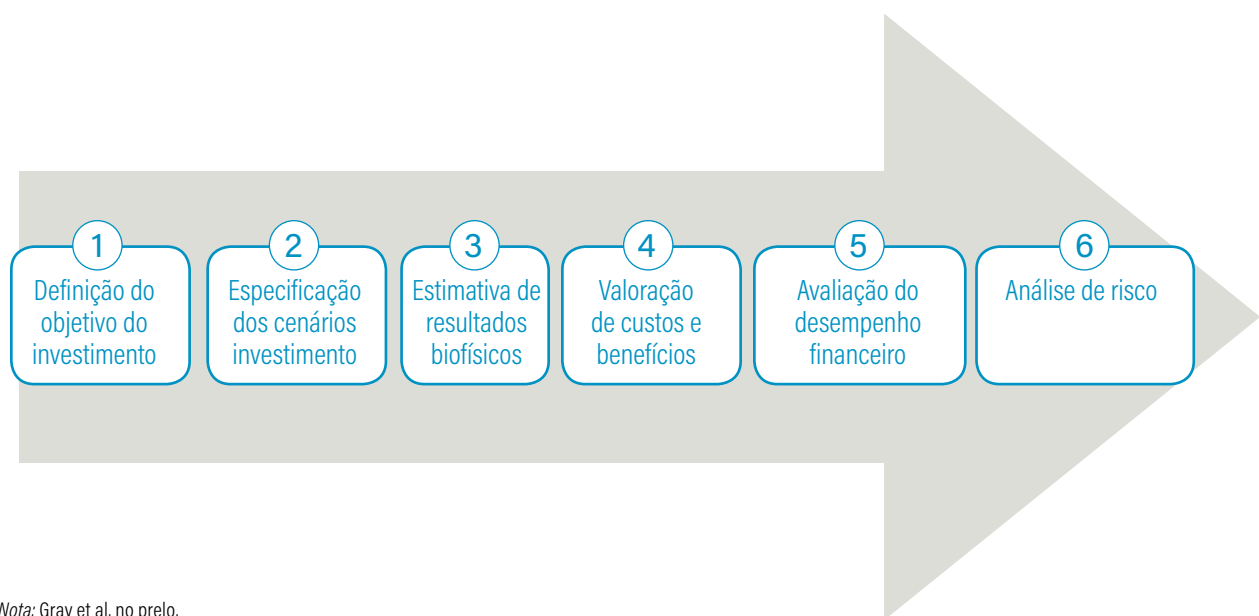 1
Definição do
objetivo do
investimento
2
Especificação
dos cenários
investimento
3
Estimativa de
resultados
biofísicos
4
Valoração
de custos e
benefícios
5
Avaliação do
desempenho
financeiro
6
Análise de risco
Nota: Gray et al. no prelo.